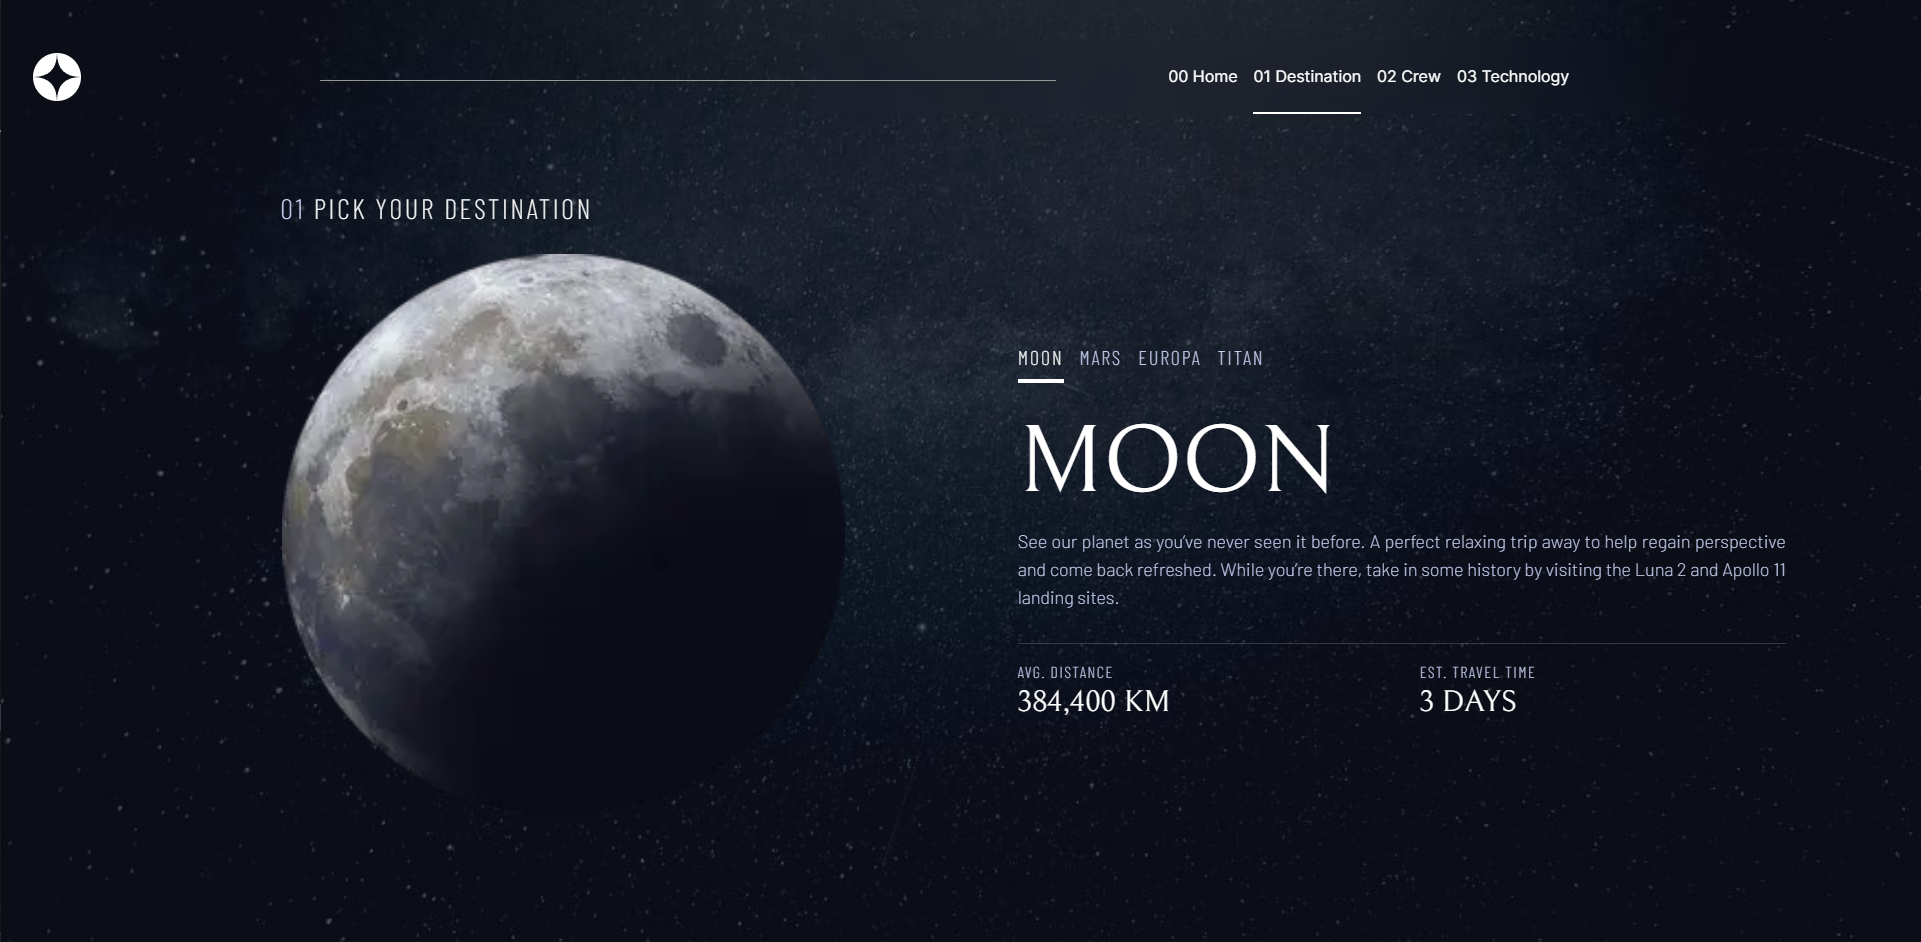 00 Home 01 Destination 02 Crew 03 Technology
01 PICK YOUR DESTINATION
MOON MARS EUROPA TITAN
MOON
See our planet as you’ve never seen it before. A perfect relaxing trip away to help regain perspective
and come back refreshed. While you’re there, take in some history by visiting the Luna 2 and Apollo 11
landing sites.
AVG. DISTANCE
384,400 KM
EST. TRAVEL TIME
3 DAYS